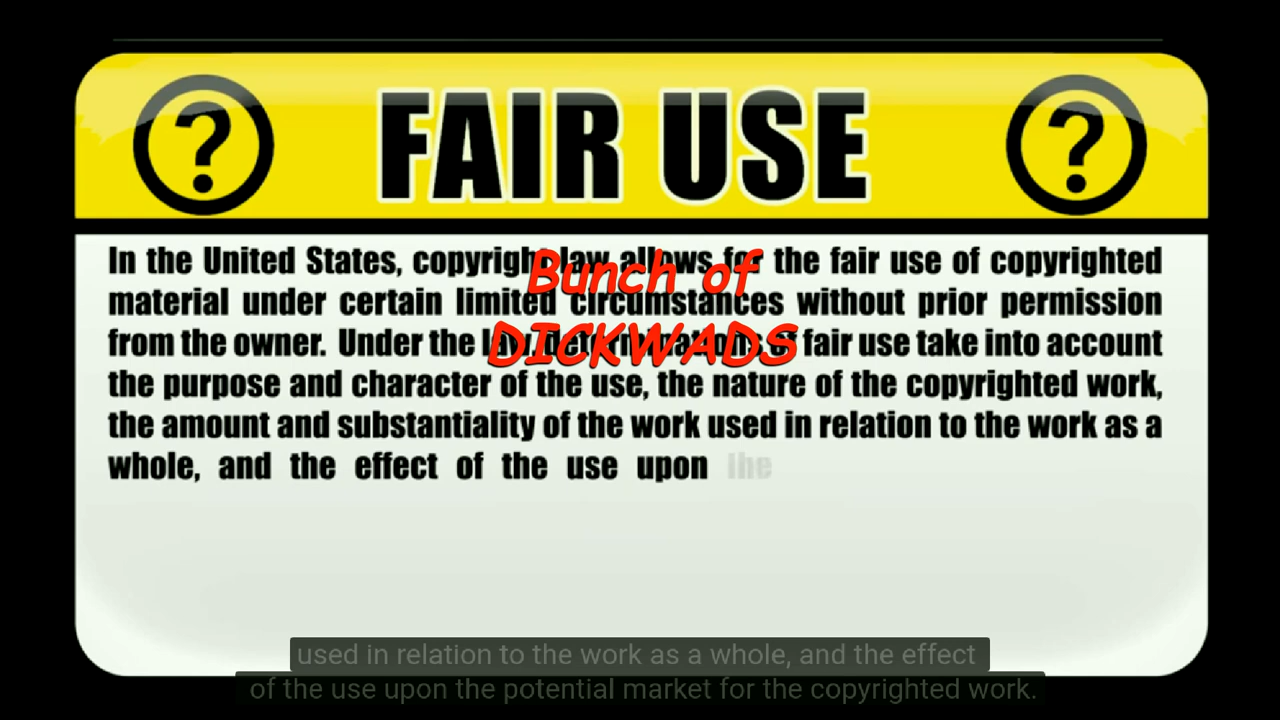 FAIR USE
In the United States, copyright law allows for the fair use of copyrighted
material under certain limited circumstances without prior permission
from the owner. Under the law, determinations of fair use take into account
the purpose and character of the use, the nature of the copyrighted work,
the amount and substantiality of the work used in relation to the work as a
whole, and the effect of the use upon the
Bunch of
DICKWADS
used in relation to the work as a whole, and the effect
of the use upon the potential market for the copyrighted work.